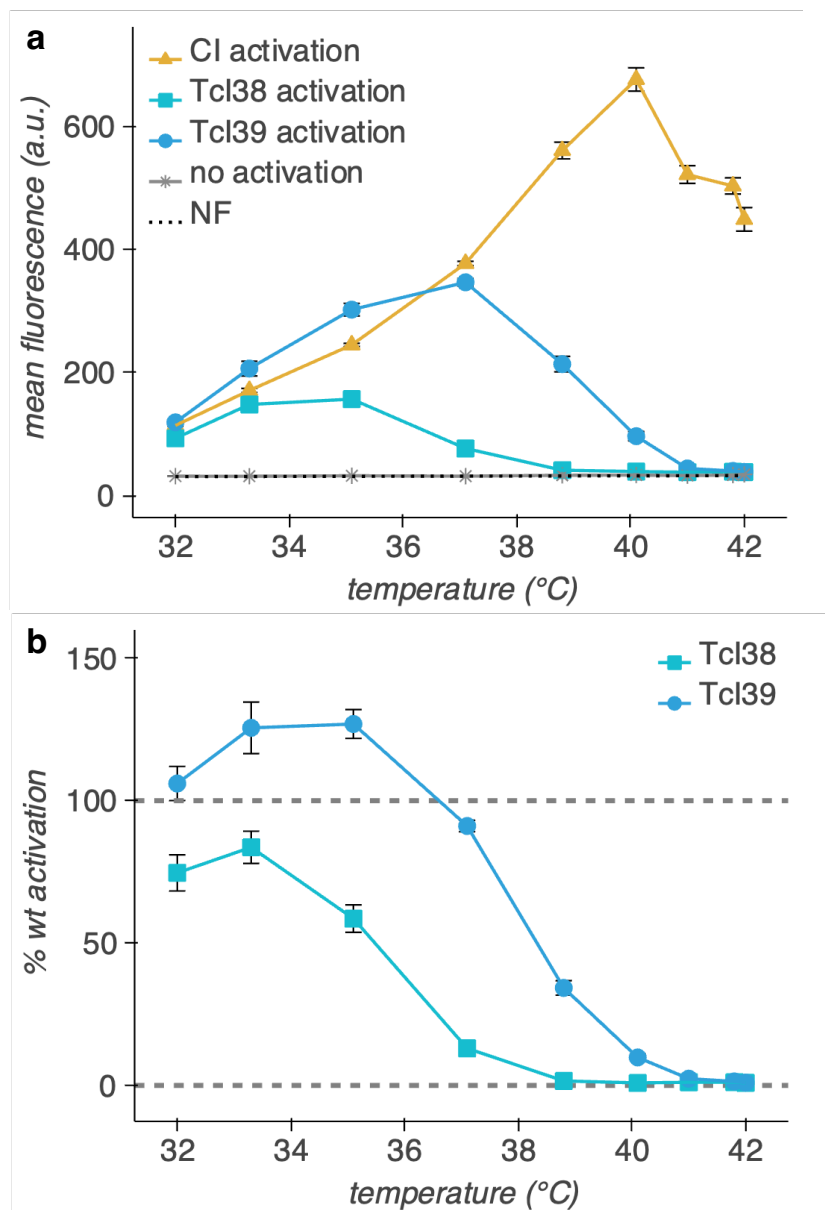 a
CI activation
TcI38 activation
TcI39 activation
no activation
NF
mean fluorescence (a.u.)
600
400
200
0
32 34 36 38 40 42
temperature (°C)
b
TcI38
TcI39
% wt activation
150
100
50
0
32 34 36 38 40 42
temperature (°C)